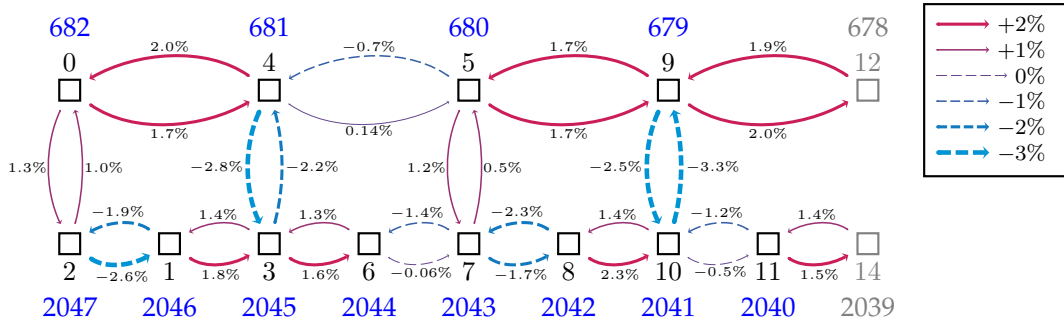 682 681 680 679 678
0 4 5 9 12
2.0% −0.7% 1.7% 1.9%
1.7% 0.14% 1.7% 2.0%
1.3% 1.0% −2.8% −2.2% 1.2% 0.5% −2.5% −3.3%
−1.9% 1.4% 1.3% −1.4% −2.3% 1.4% −1.2% 1.4%
−2.6% 1.8% 1.6% −0.06% −1.7% 2.3% −0.5% 1.5%
2 1 3 6 7 8 10 11 14
2047 2046 2045 2044 2043 2042 2041 2040 2039
+2%
+1%
0%
−1%
−2%
−3%